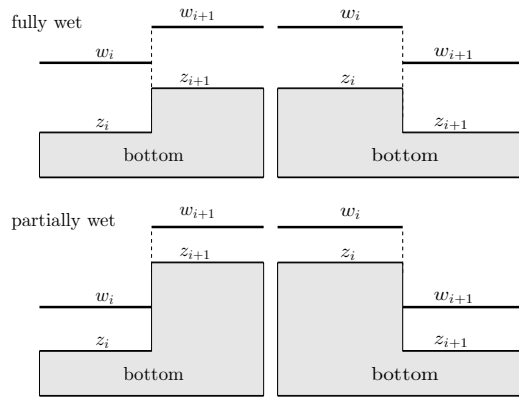 fully wet
w_{i+1} w_i
w_i w_{i+1}
z_{i+1} z_i
z_i z_{i+1}
bottom bottom
partially wet
w_{i+1} w_i
z_{i+1} z_i
w_i w_{i+1}
z_i z_{i+1}
bottom bottom